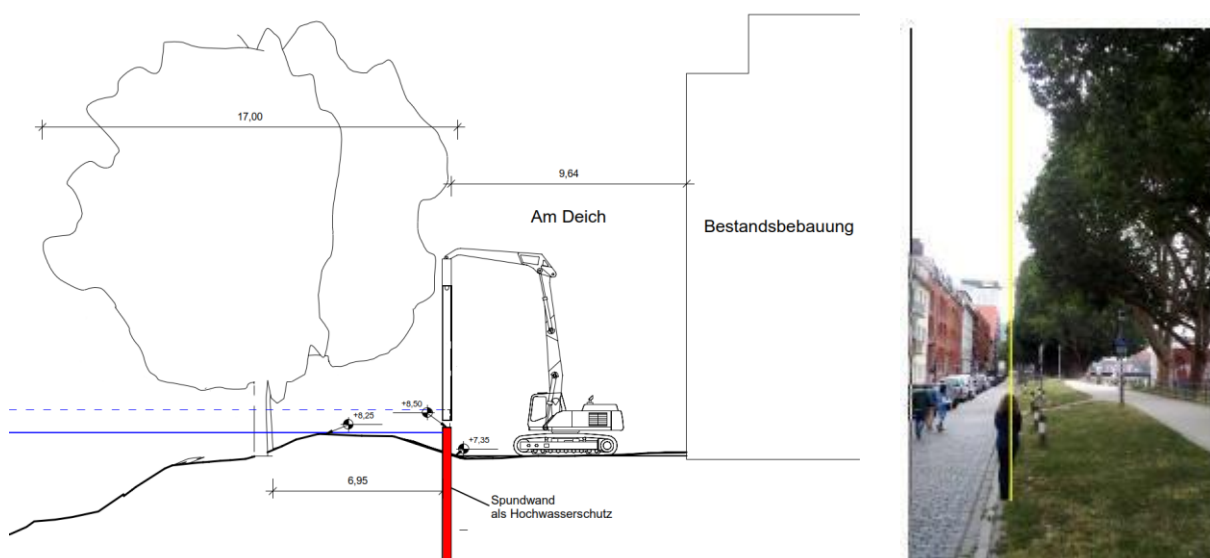 17,00
9,64
Am Deich
Bestandsbebauung
+8,50
+8,25
+7,35
6,95
Spundwand
als Hochwasserschutz